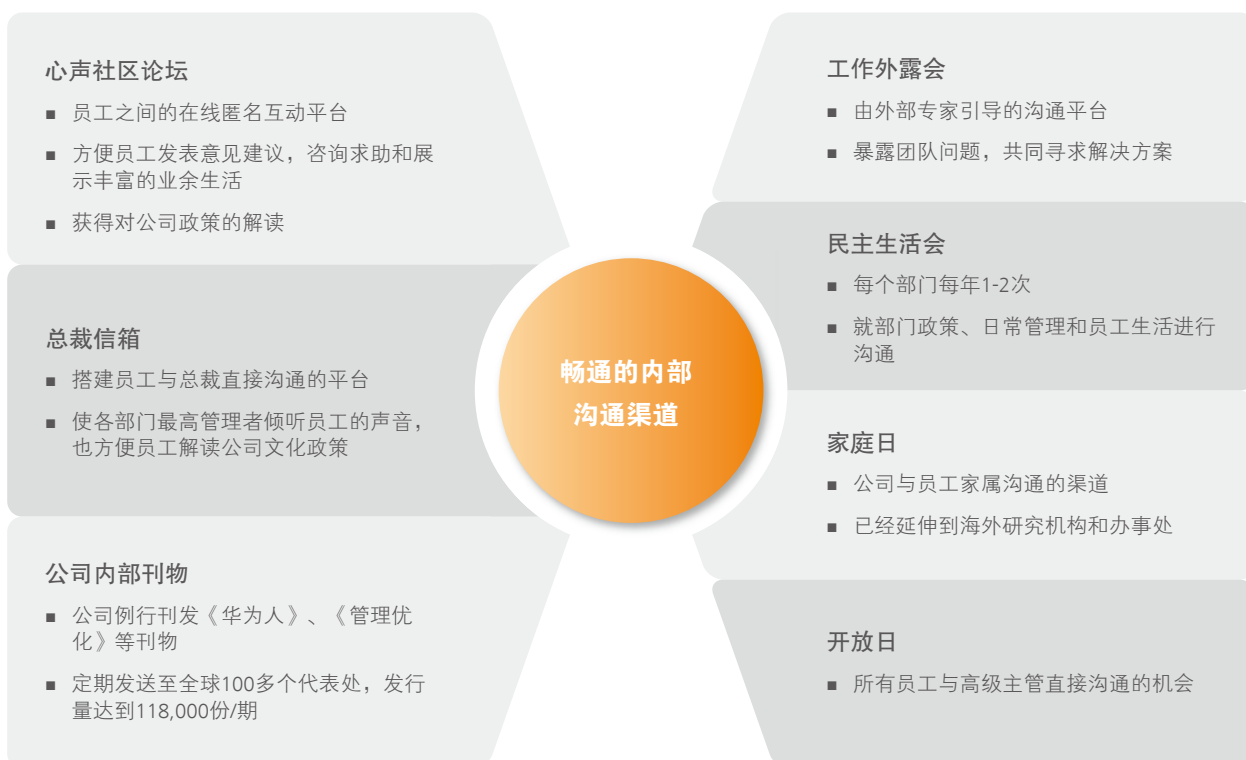 心声社区论坛
■ 员工之间的在线匿名互动平台
■ 方便员工发表意见建议，咨询求助和展
示丰富的业余生活
■ 获得对公司政策的解读
总裁信箱
■ 搭建员工与总裁直接沟通的平台
■ 使各部门最高管理者倾听员工的声音，
也方便员工解读公司文化政策
公司内部刊物
■ 公司例行刊发《华为人》、《管理优
化》等刊物
■ 定期发送至全球100多个代表处，发行
量达到118,000份/期
畅通的内部
沟通渠道
工作外露会
■ 由外部专家引导的沟通平台
■ 暴露团队问题，共同寻求解决方案
民主生活会
■ 每个部门每年1-2次
■ 就部门政策、日常管理和员工生活进行
沟通
家庭日
■ 公司与员工家属沟通的渠道
■ 已经延伸到海外研究机构和办事处
开放日
■ 所有员工与高级主管直接沟通的机会